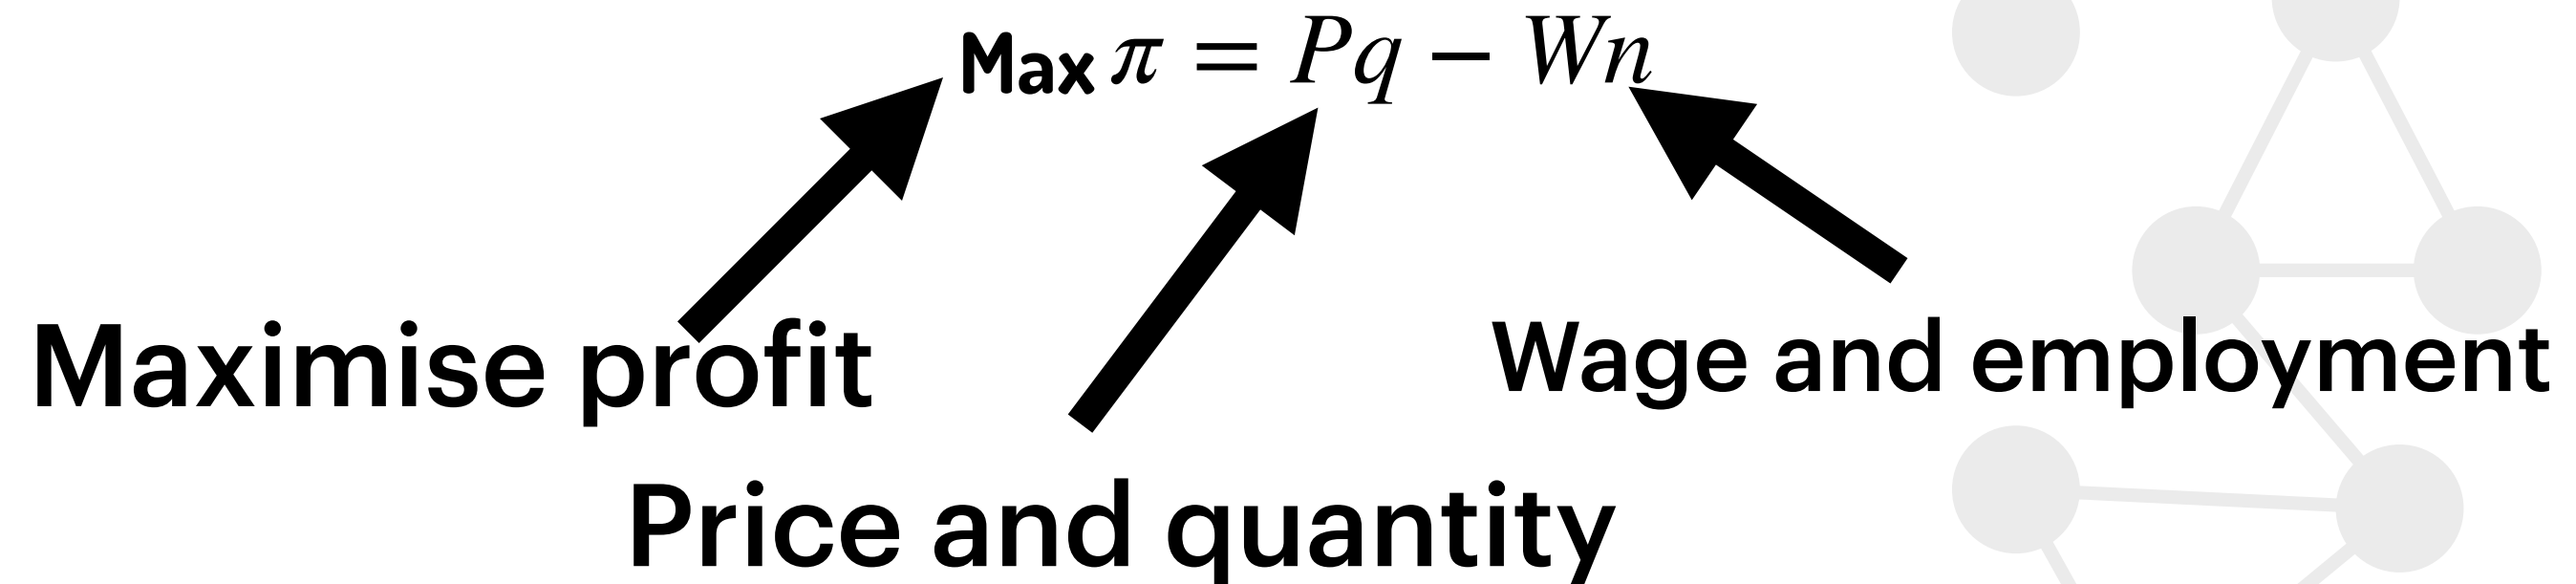 Max π = Pq − Wn
Maximise profit
Wage and employment
Price and quantity